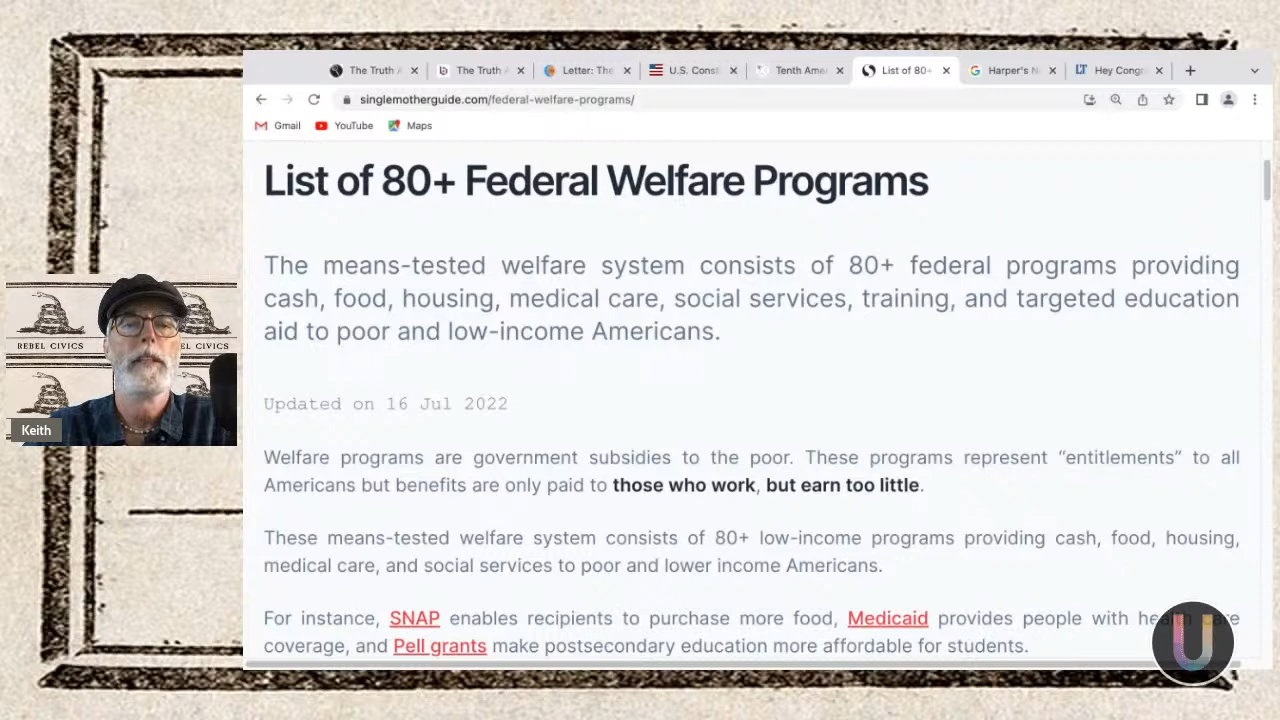 The Truth A
The Truth A
Letter: The
U.S. Const
Tenth Ame
List of 80+
Harper's N
Hey Congr
singlemotherguide.com/federal-welfare-programs/
Gmail
YouTube
Maps
List of 80+ Federal Welfare Programs
The means-tested welfare system consists of 80+ federal programs providing
cash, food, housing, medical care, social services, training, and targeted education
aid to poor and low-income Americans.
Updated on 16 Jul 2022
Welfare programs are government subsidies to the poor. These programs represent “entitlements” to all
Americans but benefits are only paid to those who work, but earn too little.
These means-tested welfare system consists of 80+ low-income programs providing cash, food, housing,
medical care, and social services to poor and lower income Americans.
For instance, SNAP enables recipients to purchase more food, Medicaid provides people with health care
coverage, and Pell grants make postsecondary education more affordable for students.
REBEL CIVICS
EL CIVICS
Keith
U